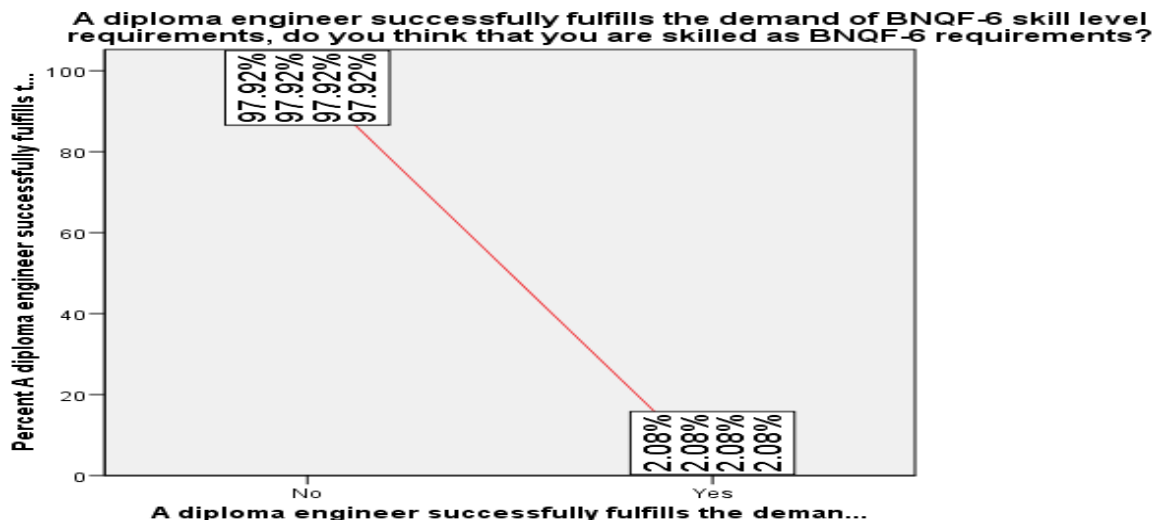 A diploma engineer successfully fulfills the demand of BNQF-6 skill level
requirements, do you think that you are skilled as BNQF-6 requirements?
Percent A diploma engineer successfully fulfills t...
100
80
60
40
20
0
97.92%
97.92%
97.92%
97.92%
2.08%
2.08%
2.08%
2.08%
No
Yes
A diploma engineer successfully fulfills the deman...